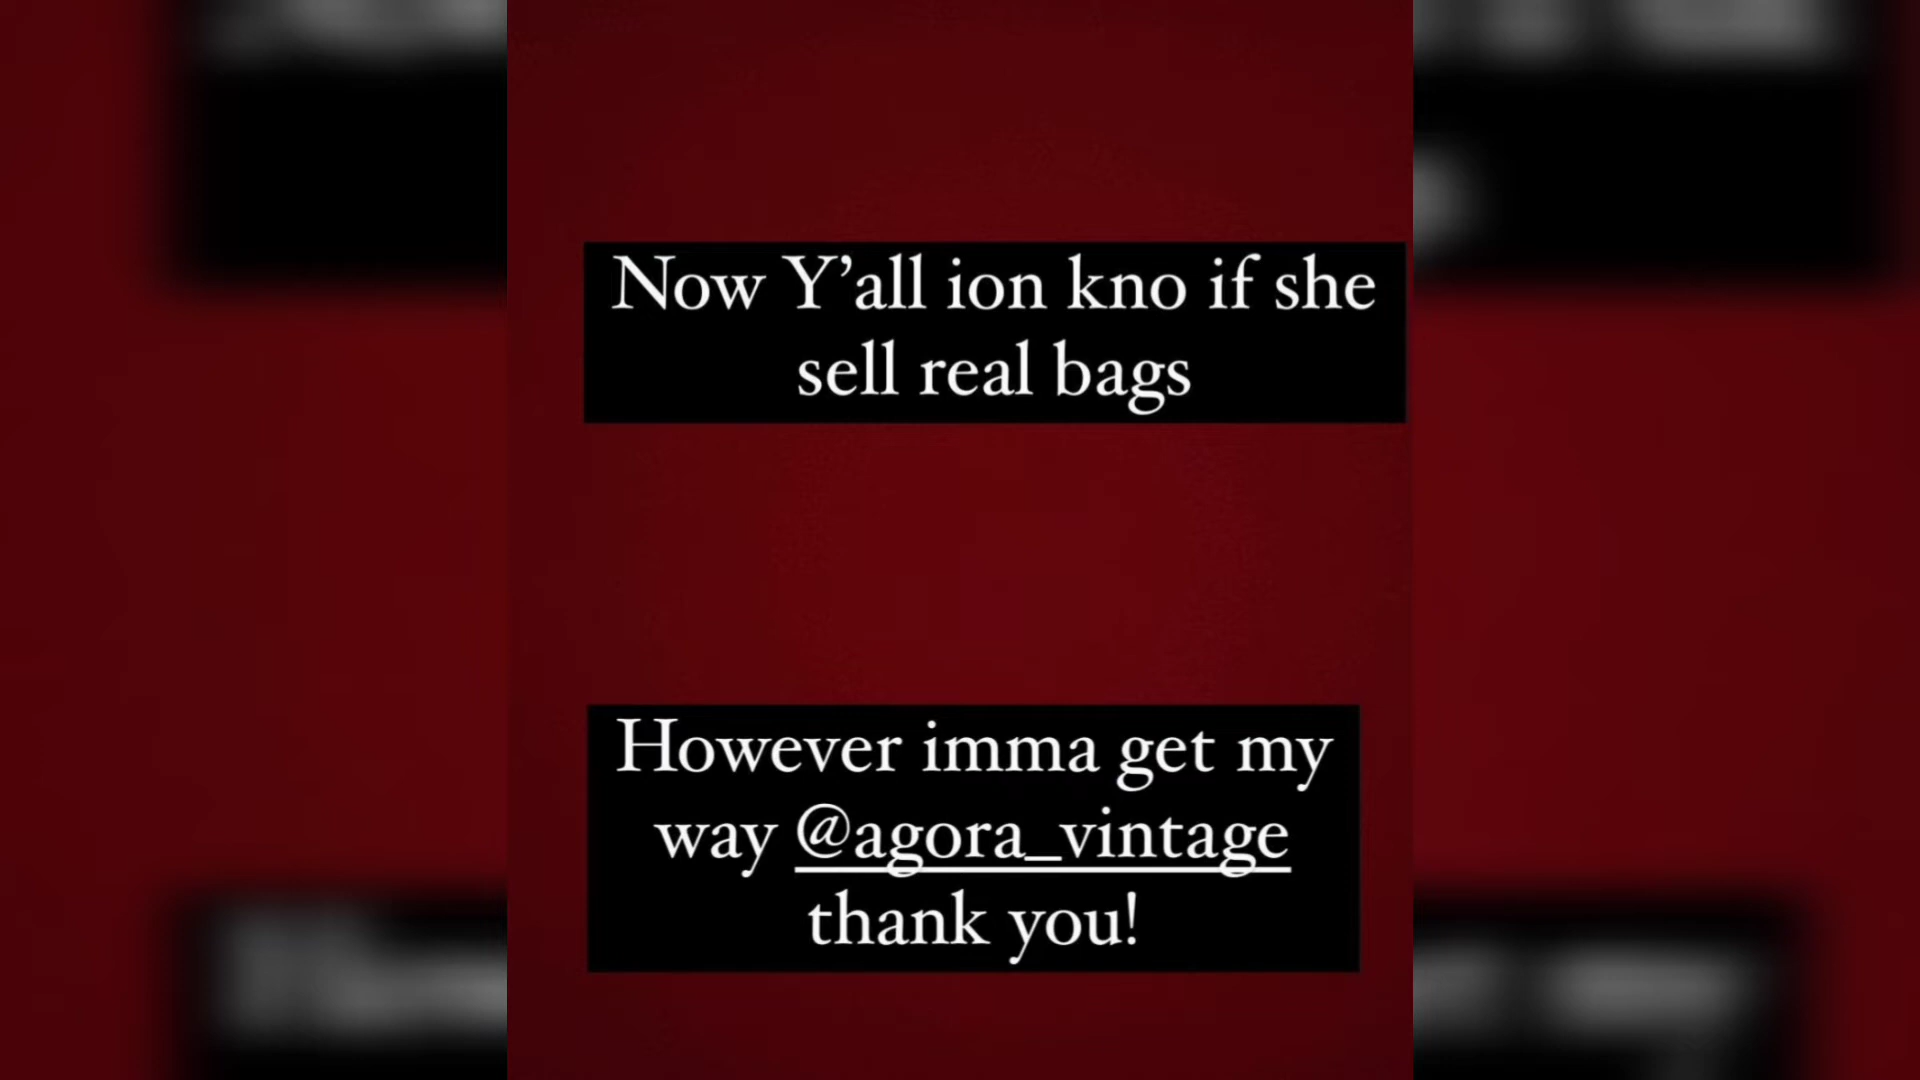 Now Y’all ion kno if she
sell real bags
However imma get my
way @agora_vintage
thank you!